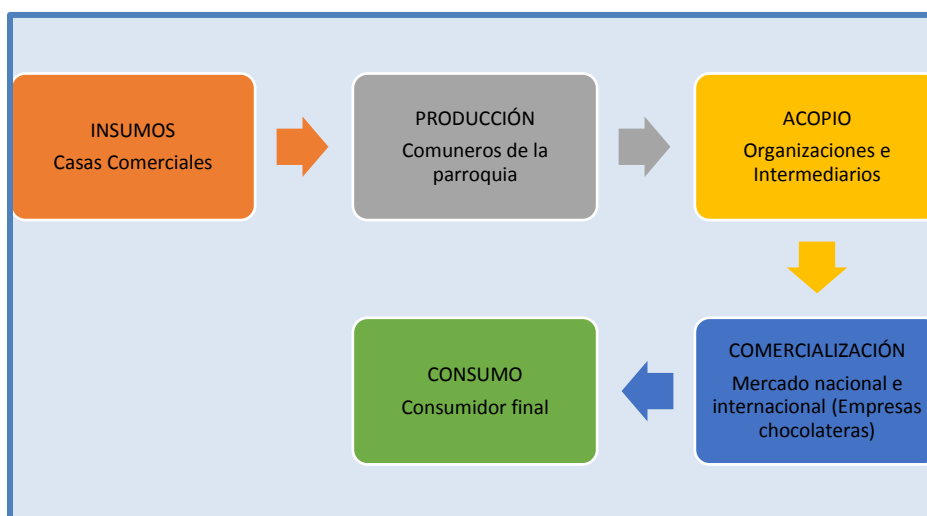 INSUMOS
Casas Comerciales
PRODUCCIÓN
Comuneros de la
parroquia
ACOPIO
Organizaciones e
Intermediarios
COMERCIALIZACIÓN
Mercado nacional e
internacional (Empresas
chocolateras)
CONSUMO
Consumidor final